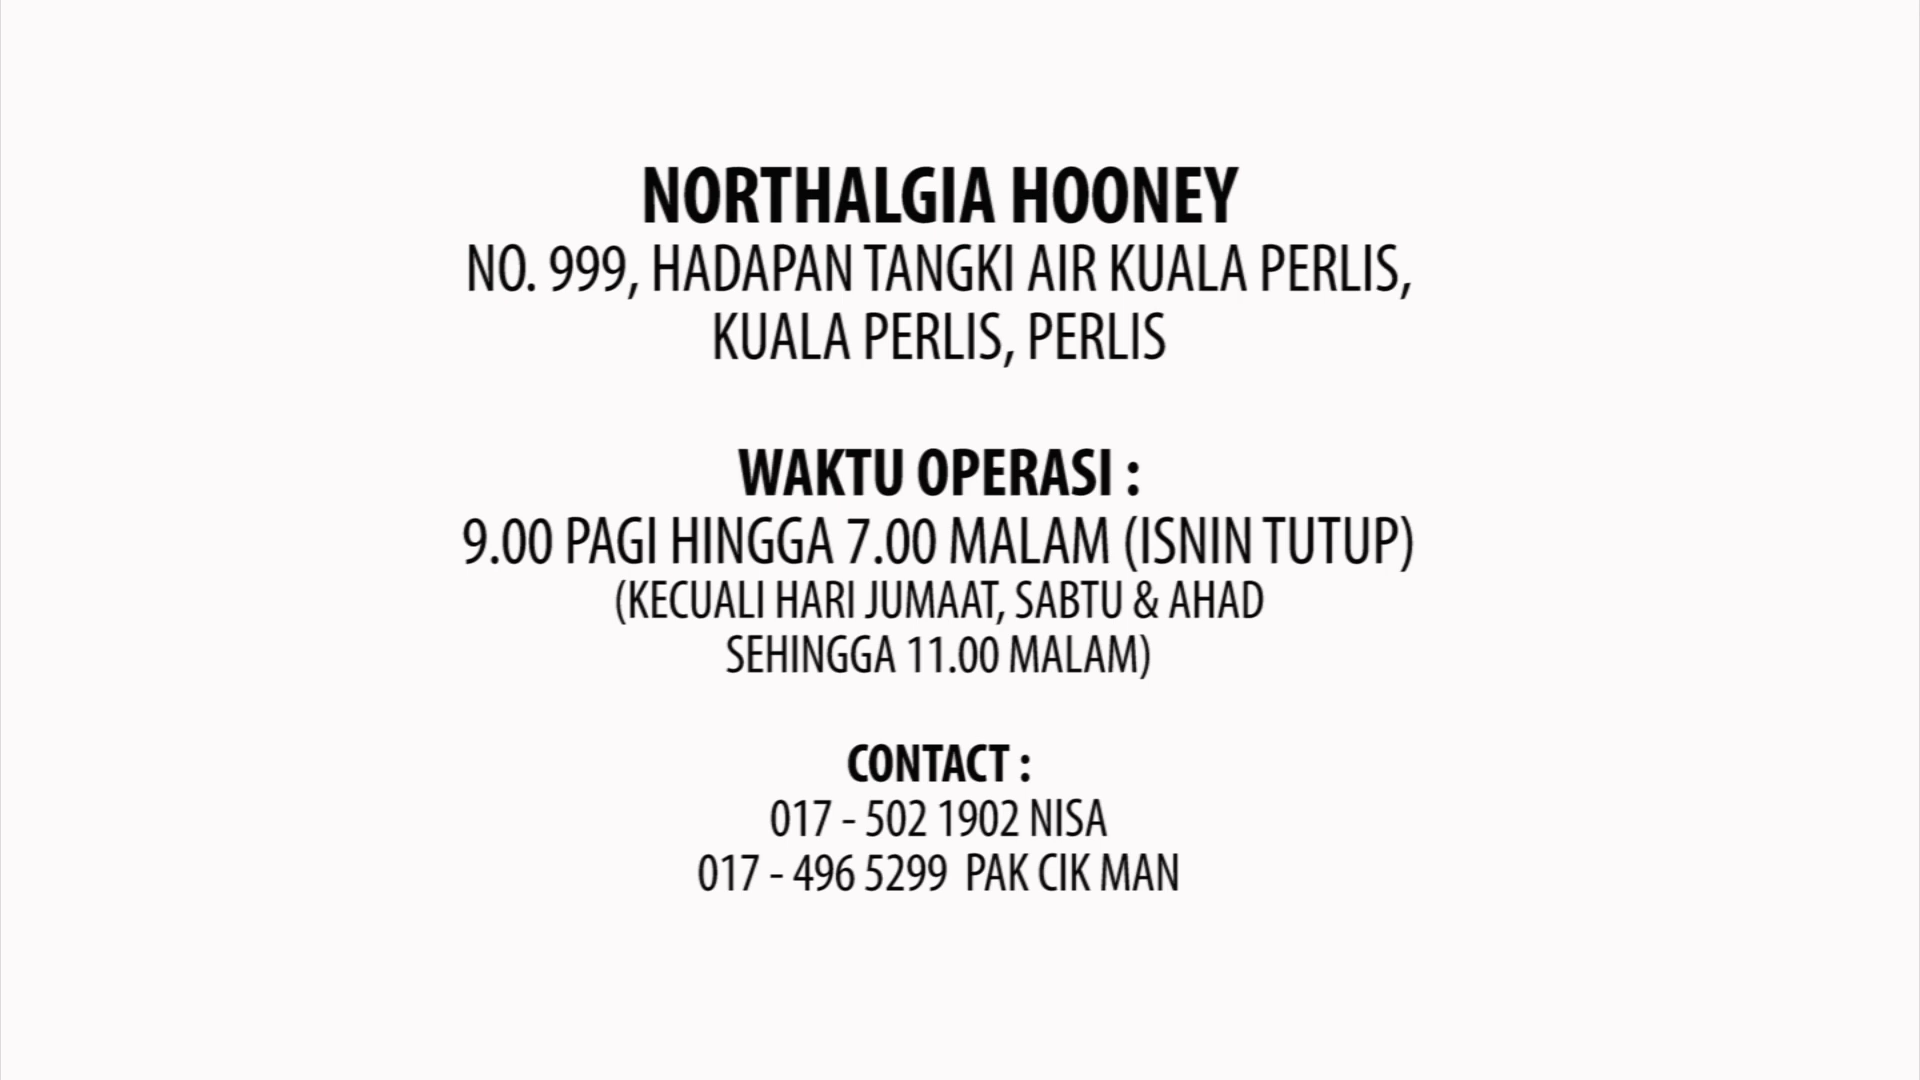 NORTHALGIA HOONEY
NO. 999, HADAPAN TANGKI AIR KUALA PERLIS,
KUALA PERLIS, PERLIS
WAKTU OPERASI :
9.00 PAGI HINGGA 7.00 MALAM (ISNIN TUTUP)
(KECUALI HARI JUMAAT, SABTU & AHAD
SEHINGGA 11.00 MALAM)
CONTACT :
017 - 502 1902 NISA
017 - 496 5299  PAK CIK MAN